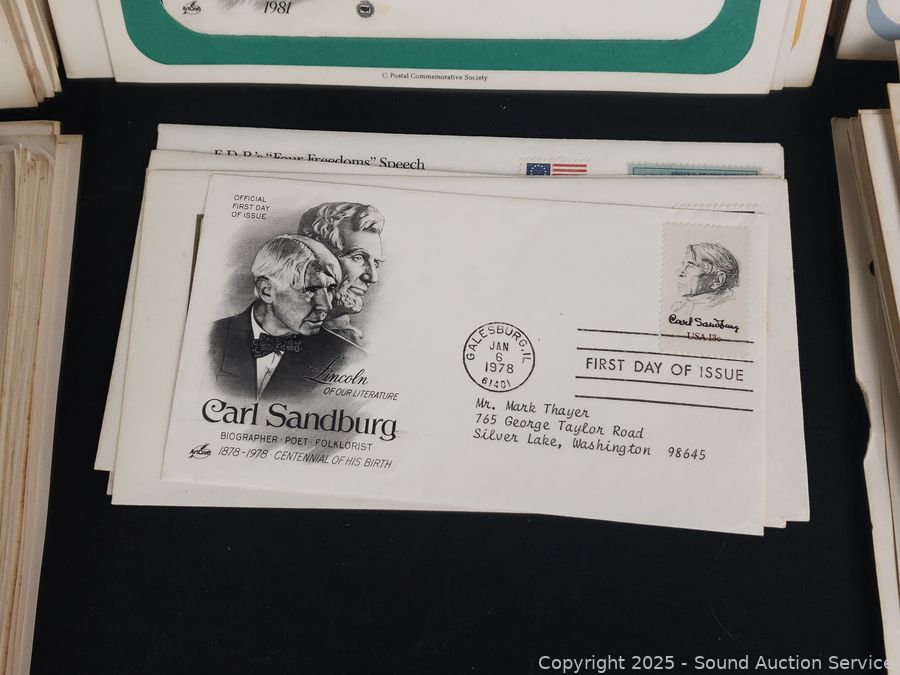 ArtCraft
1981
© Postal Commemorative Society
F.D.R.'s "Four Freedoms" Speech
OFFICIAL
FIRST DAY
OF ISSUE
Lincoln
OF OUR LITERATURE
Carl Sandburg
BIOGRAPHER POET FOLKLORIST
1878-1978 · CENTENNIAL OF HIS BIRTH
ArtCraft
GALESBURG, IL
JAN
6
1978
61401
Carl Sandburg
USA 13c
FIRST DAY OF ISSUE
Mr. Mark Thayer
765 George Taylor Road
Silver Lake, Washington 98645
Copyright 2025 - Sound Auction Service